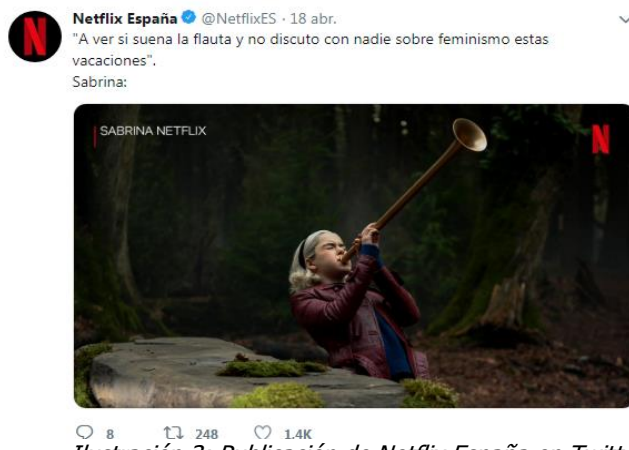 Netflix España @NetflixES · 18 abr.
"A ver si suena la flauta y no discuto con nadie sobre feminismo estas
vacaciones".
Sabrina:
SABRINA NETFLIX
N
8 248 1.4K
Ilustración 3: Publicación de Netflix España en Twitt